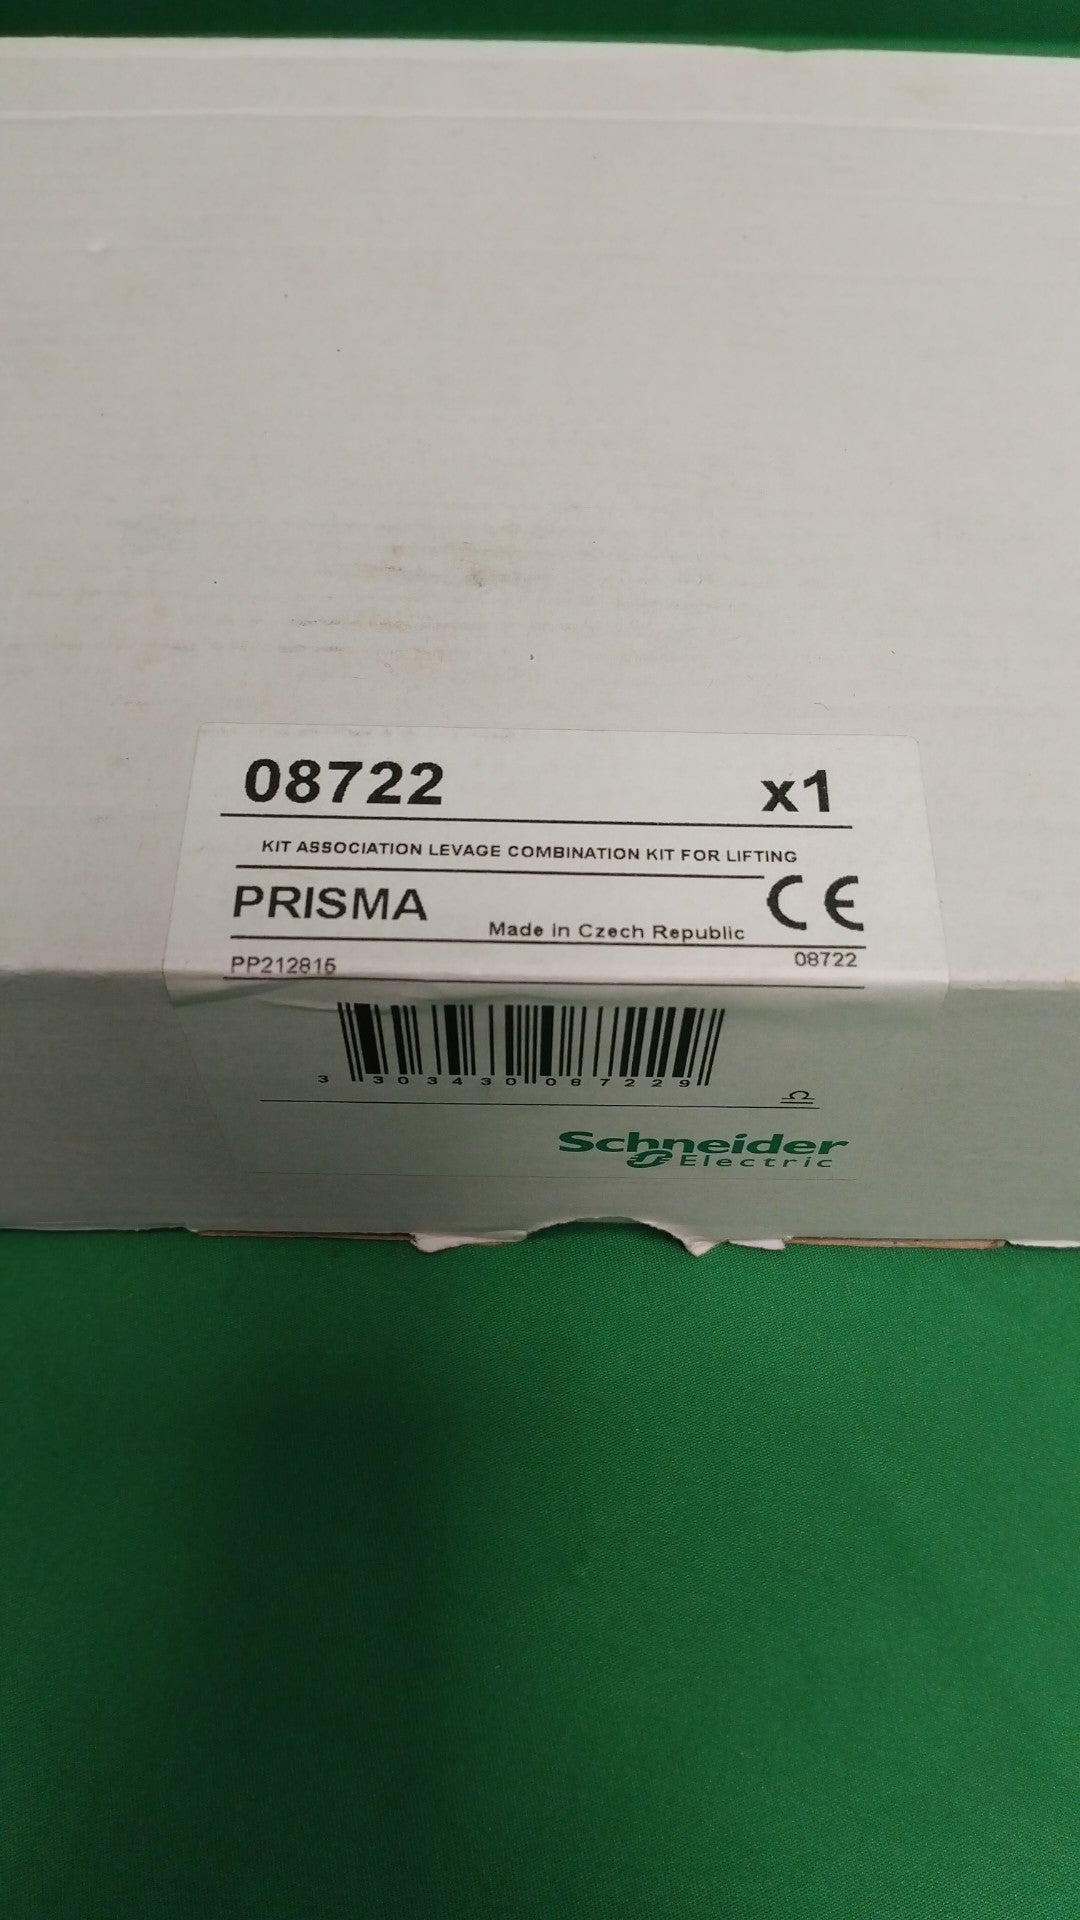 08722 x1
KIT ASSOCIATION LEVAGE COMBINATION KIT FOR LIFTING
PRISMA Made in Czech Republic CE
PP212815 08722
3 303430 087229
Schneider
Electric